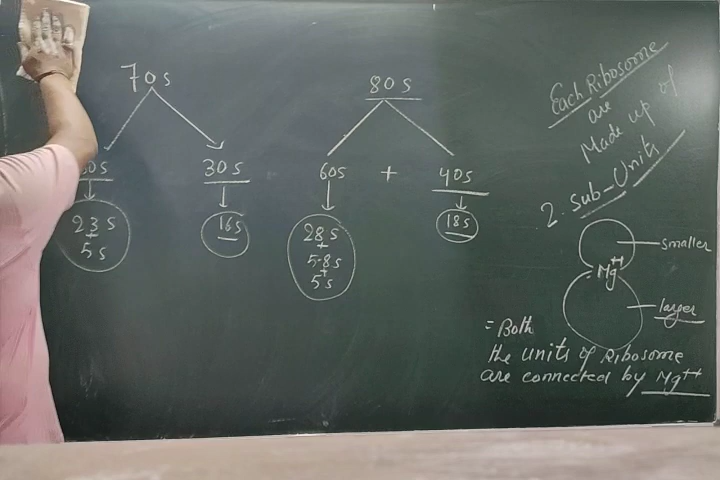 70s
30s
23s
+
5s
16s
80s
60s + 40s
28s
+
5.8s
+
5s
18s
Each Ribosome
are
Made up of
2. Sub-Units
smaller
Mg++
larger
= Both
the units of Ribosome
are connected by Mg++